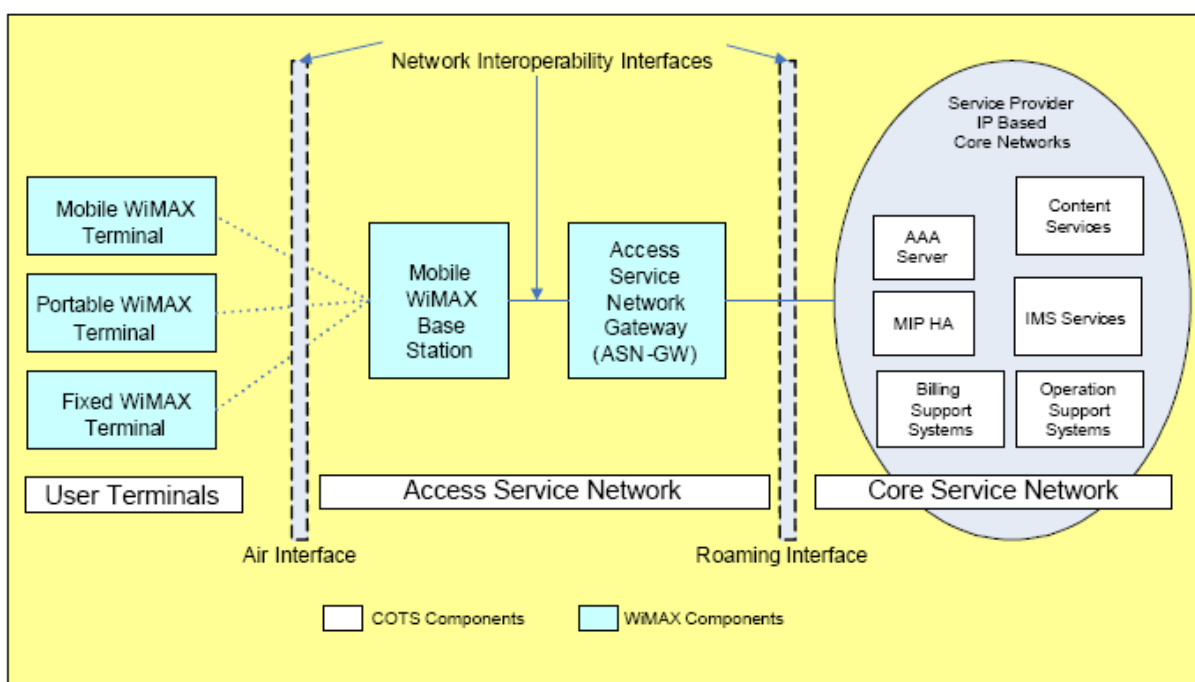 Network Interoperability Interfaces
Service Provider
IP Based
Core Networks
Mobile WiMAX
Terminal
Portable WiMAX
Terminal
Fixed WiMAX
Terminal
Mobile
WiMAX
Base
Station
Access
Service
Network
Gateway
(ASN-GW)
AAA
Server
Content
Services
MIP HA
IMS Services
Billing
Support
Systems
Operation
Support
Systems
User Terminals
Access Service Network
Core Service Network
Air Interface
Roaming Interface
COTS Components
WiMAX Components